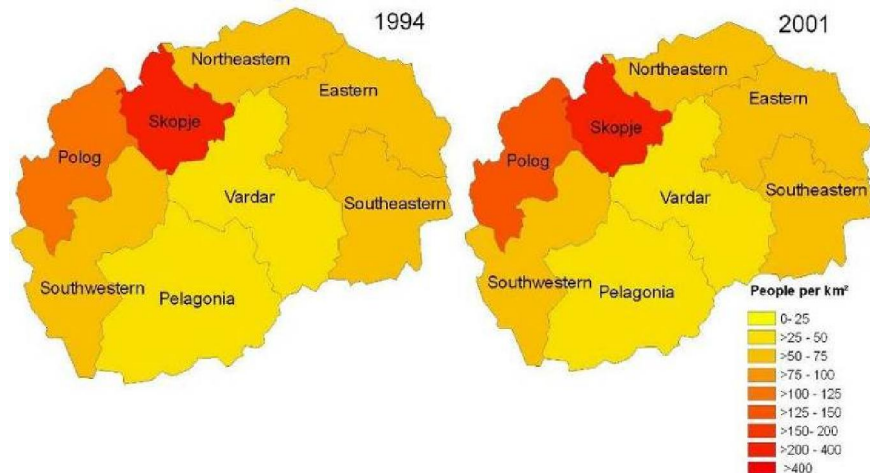 1994
Northeastern
Eastern
Skopje
Polog
Vardar
Southeastern
Southwestern
Pelagonia
2001
Northeastern
Eastern
Skopje
Polog
Vardar
Southeastern
Southwestern
Pelagonia
People per km²
0- 25
>25 - 50
>50 - 75
>75 - 100
>100 - 125
>125 - 150
>150- 200
>200 - 400
>400